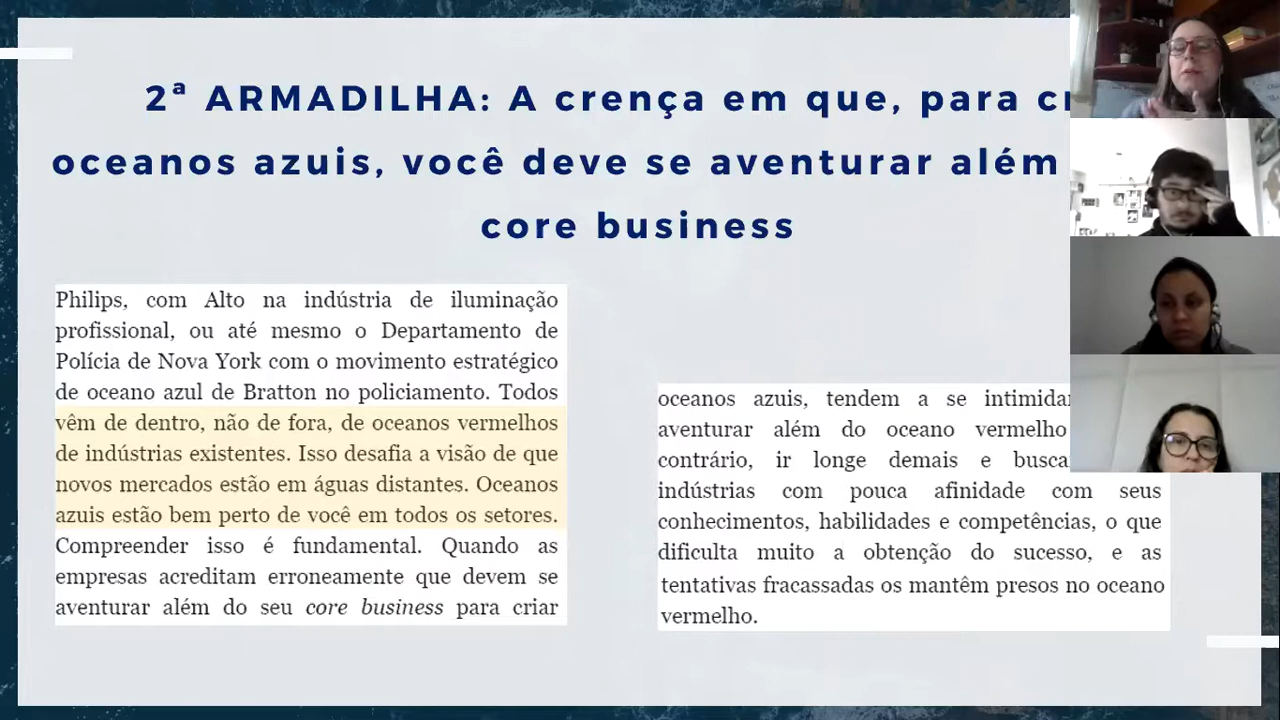 2ª ARMADILHA: A crença em que, para
oceanos azuis, você deve se aventurar além
core business
Philips, com Alto na indústria de iluminação
profissional, ou até mesmo o Departamento de
Polícia de Nova York com o movimento estratégico
de oceano azul de Bratton no policiamento. Todos
vêm de dentro, não de fora, de oceanos vermelhos
de indústrias existentes. Isso desafia a visão de que
novos mercados estão em águas distantes. Oceanos
azuis estão bem perto de você em todos os setores.
Compreender isso é fundamental. Quando as
empresas acreditam erroneamente que devem se
aventurar além do seu core business para criar
oceanos azuis, tendem a se
aventurar além do oceano vermelho
contrário, ir longe demais e
indústrias com pouca afinidade com seus
conhecimentos, habilidades e competências, o que
dificulta muito a obtenção do sucesso, e as
tentativas fracassadas os mantêm presos no oceano
vermelho.